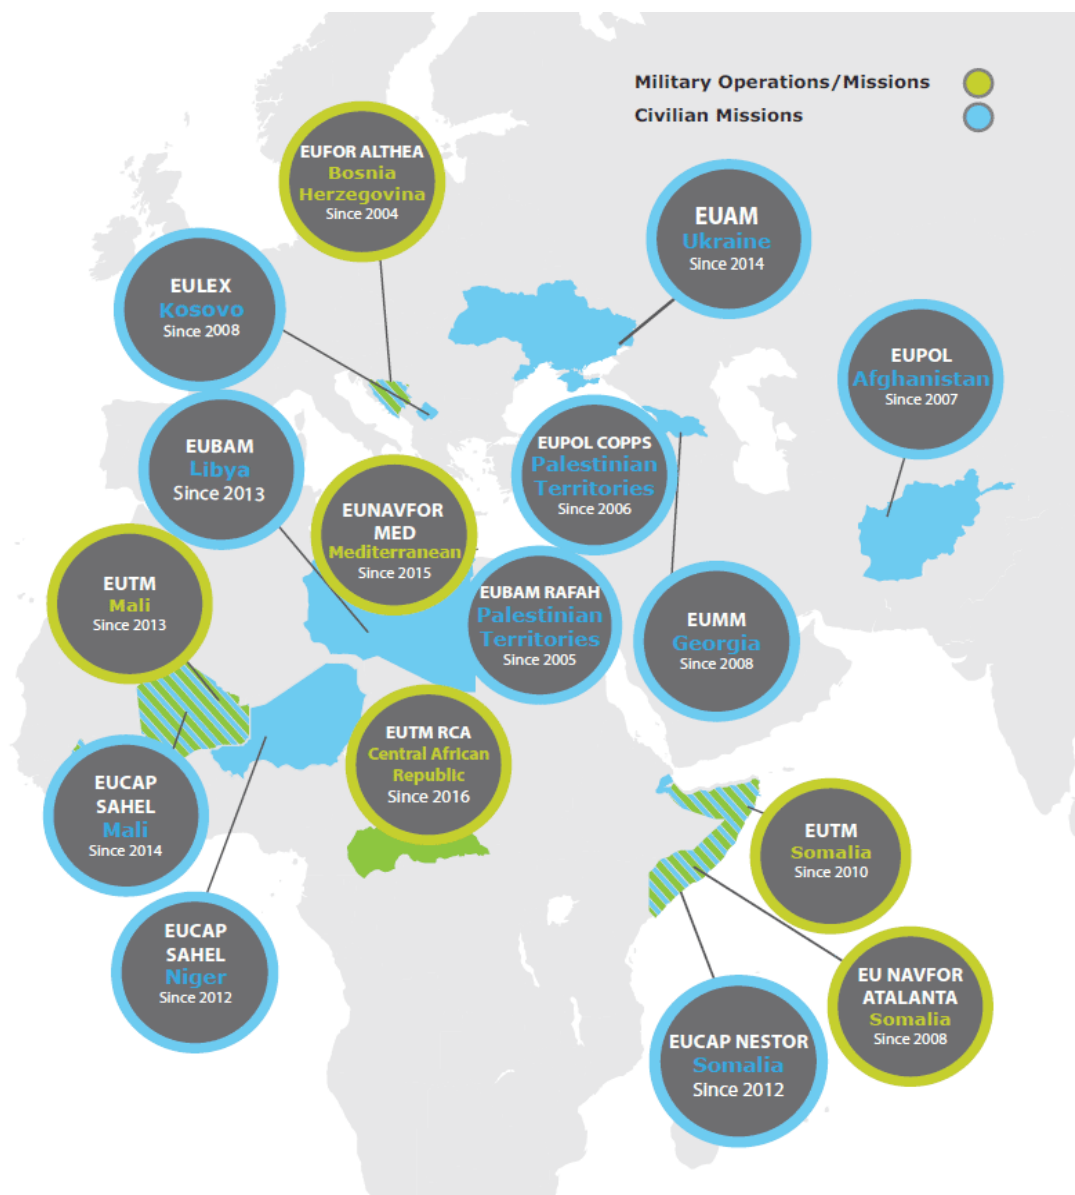 Military Operations/Missions
Civilian Missions
EUFOR ALTHEA
Bosnia
Herzegovina
Since 2004
EUAM
Ukraine
Since 2014
EULEX
Kosovo
Since 2008
EUPOL
Afghanistan
Since 2007
EUBAM
Libya
Since 2013
EUPOL COPPS
Palestinian
Territories
Since 2006
EUNAVFOR
MED
Mediterranean
Since 2015
EUTM
Mali
Since 2013
EUBAM RAFAH
Palestinian
Territories
Since 2005
EUMM
Georgia
Since 2008
EUTM RCA
Central African
Republic
Since 2016
EUCAP
SAHEL
Mali
Since 2014
EUTM
Somalia
Since 2010
EUCAP
SAHEL
Niger
Since 2012
EU NAVFOR
ATALANTA
Somalia
Since 2008
EUCAP NESTOR
Somalia
Since 2012